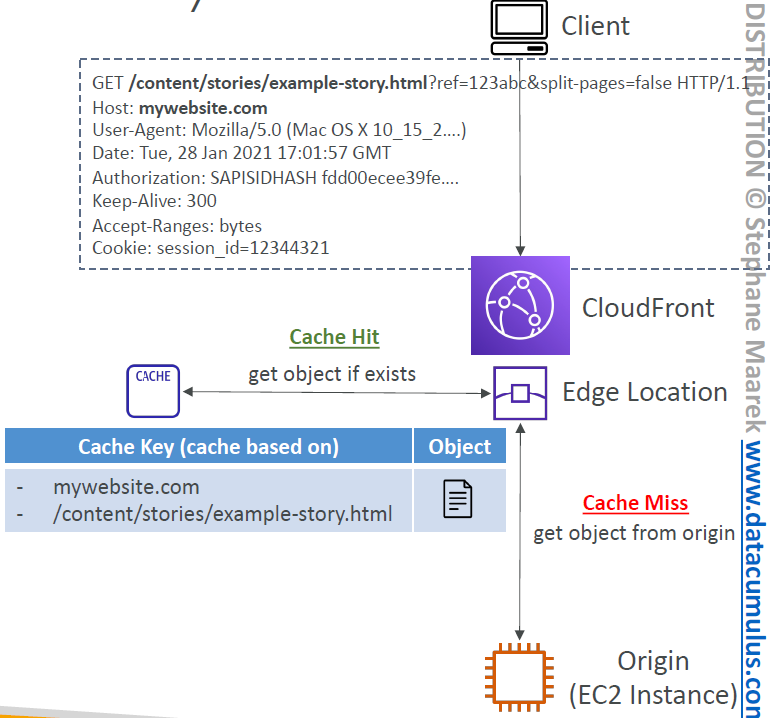 Client
GET /content/stories/example-story.html?ref=123abc&split-pages=false HTTP/1.1
Host: mywebsite.com
User-Agent: Mozilla/5.0 (Mac OS X 10_15_2....)
Date: Tue, 28 Jan 2021 17:01:57 GMT
Authorization: SAPISIDHASH fdd00ecee39fe....
Keep-Alive: 300
Accept-Ranges: bytes
Cookie: session_id=12344321
CloudFront
Cache Hit
CACHE
get object if exists
Edge Location
Cache Key (cache based on) Object
- mywebsite.com
- /content/stories/example-story.html
Cache Miss
get object from origin
Origin
(EC2 Instance)
DISTRIBUTION © Stephane Maarek www.datacumulus.com